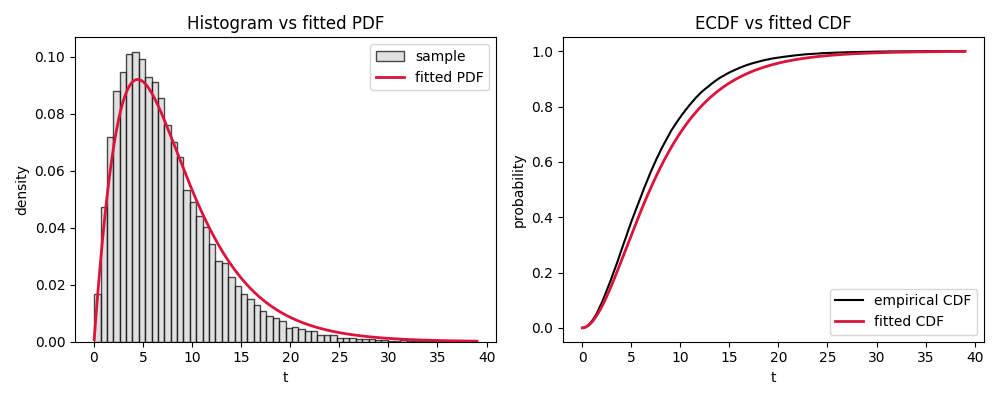 Histogram vs fitted PDF
sample
fitted PDF
density
0.10
0.08
0.06
0.04
0.02
0.00
0 5 10 15 20 25 30 35 40
t
ECDF vs fitted CDF
probability
1.0
0.8
0.6
0.4
0.2
0.0
empirical CDF
fitted CDF
0 5 10 15 20 25 30 35 40
t